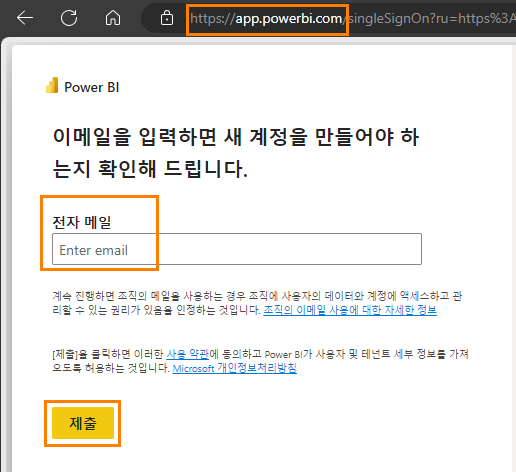 https://app.powerbi.com/singleSignOn?ru=https%3A
Power BI
이메일을 입력하면 새 계정을 만들어야 하
는지 확인해 드립니다.
전자 메일
Enter email
계속 진행하면 조직의 메일을 사용하는 경우 조직에 사용자의 데이터와 계정에 액세스하고 관
리할 수 있는 권리가 있음을 인정하는 것입니다. 조직의 이메일 사용에 대한 자세한 정보
[제출]을 클릭하면 이러한 사용 약관에 동의하고 Power BI가 사용자 및 테넌트 세부 정보를 가져
오도록 허용하는 것입니다. Microsoft 개인정보처리방침
제출